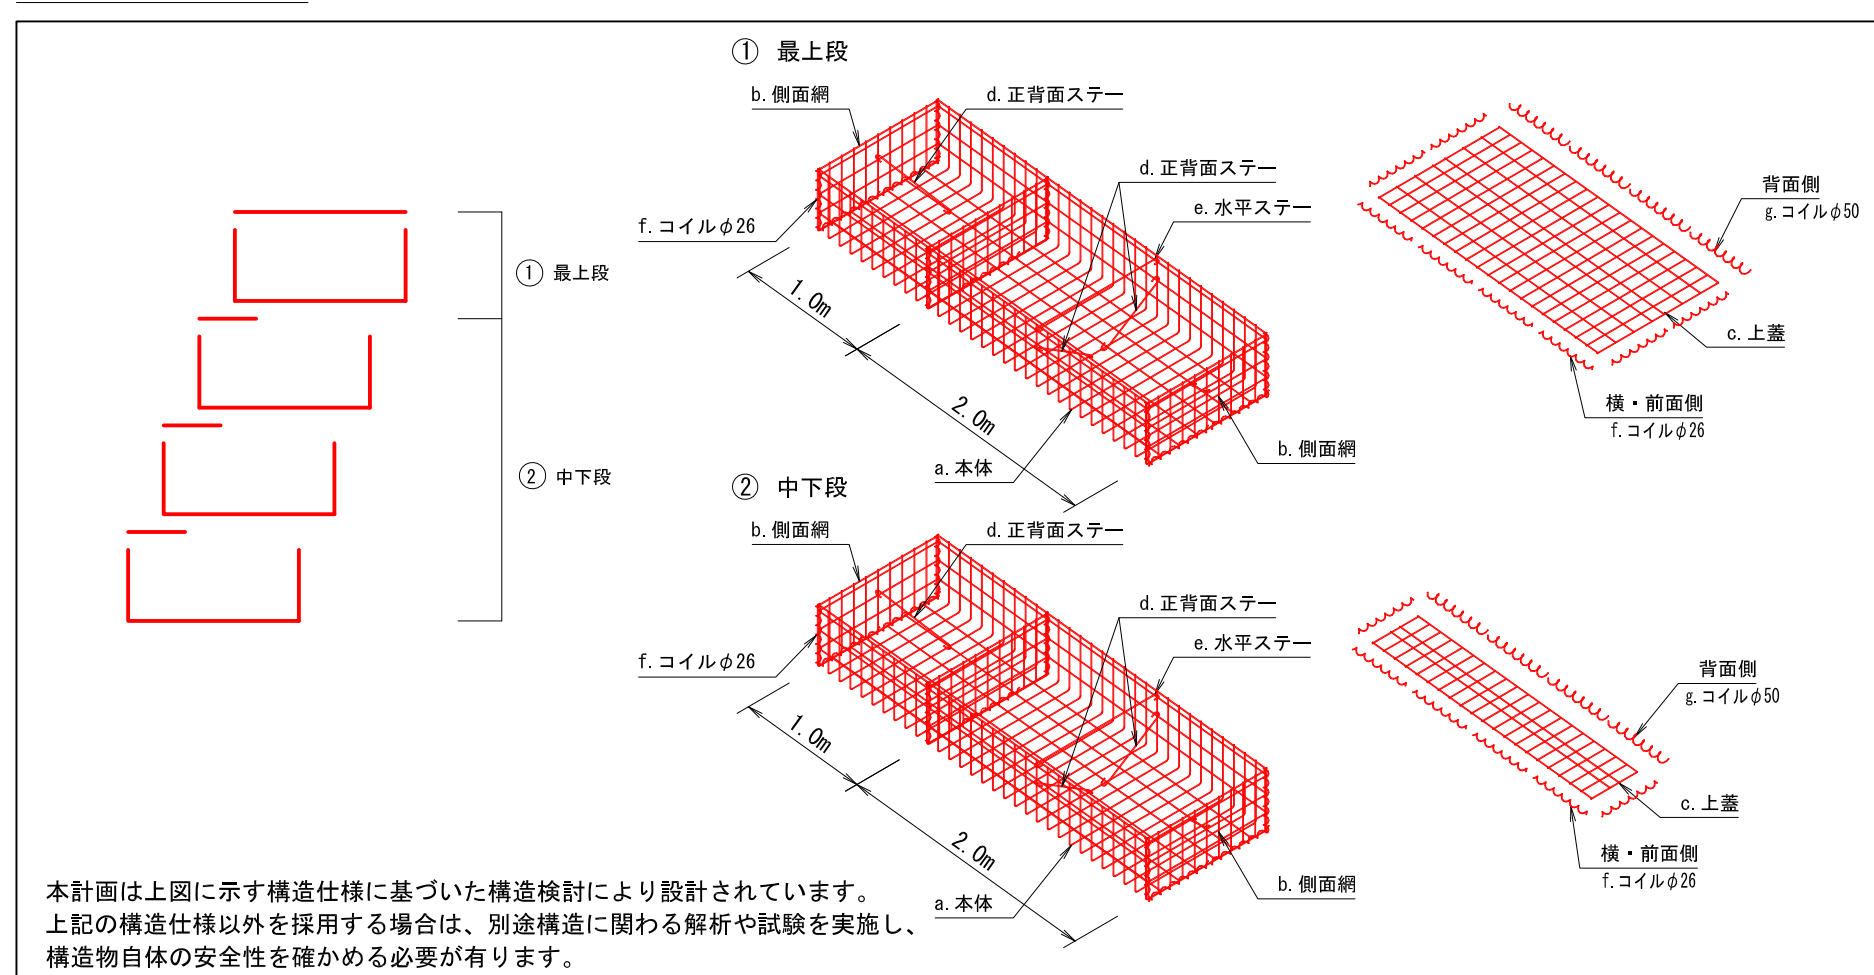 ① 最上段
b. 側面網
d. 正背面ステー
d. 正背面ステー
e. 水平ステー
f. コイルφ26
1.0m
2.0m
a. 本体
b. 側面網
背面側
g. コイルφ50
c. 上蓋
横・前面側
f. コイルφ26
① 最上段
② 中下段
② 中下段
b. 側面網
d. 正背面ステー
d. 正背面ステー
e. 水平ステー
f. コイルφ26
1.0m
2.0m
a. 本体
b. 側面網
背面側
g. コイルφ50
c. 上蓋
横・前面側
f. コイルφ26
本計画は上図に示す構造仕様に基づいた構造検討により設計されています。
上記の構造仕様以外を採用する場合は、別途構造に関わる解析や試験を実施し、
構造物自体の安全性を確かめる必要が有ります。